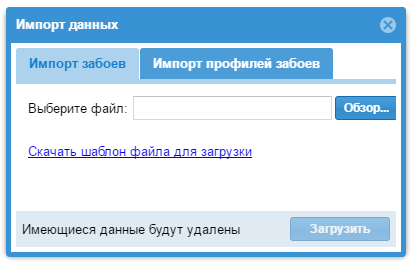 Импорт данных
Импорт забоев
Импорт профилей забоев
Выберите файл:
Обзор...
Скачать шаблон файла для загрузки
Имеющиеся данные будут удалены
Загрузить